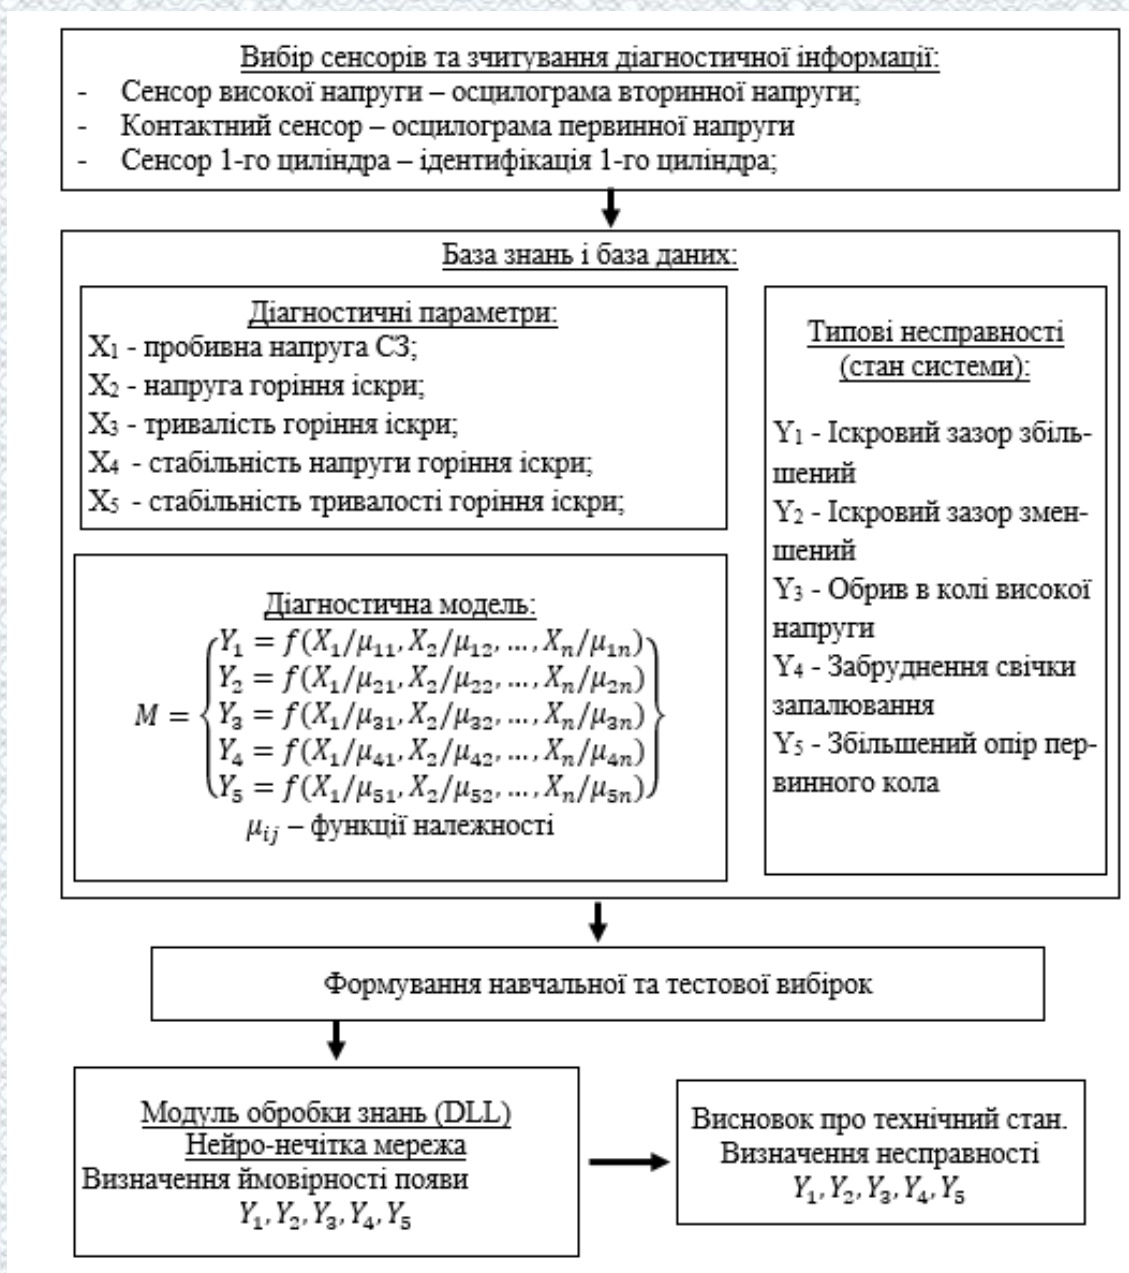 Вибір сенсорів та зчитування діагностичної інформації:
- Сенсор високої напруги – осцилограма вторинної напруги;
- Контактний сенсор – осцилограма первинної напруги
- Сенсор 1-го циліндра – ідентифікація 1-го циліндра;
База знань і база даних:
Діагностичні параметри:
X₁ - пробивна напруга СЗ;
X₂ - напруга горіння іскри;
X₃ - тривалість горіння іскри;
X₄ - стабільність напруги горіння іскри;
X₅ - стабільність тривалості горіння іскри;
Діагностична модель:
M = {
Y₁ = f(X₁/μ₁₁, X₂/μ₁₂, …, Xₙ/μ₁ₙ)
Y₂ = f(X₁/μ₂₁, X₂/μ₂₂, …, Xₙ/μ₂ₙ)
Y₃ = f(X₁/μ₃₁, X₂/μ₃₂, …, Xₙ/μ₃ₙ)
Y₄ = f(X₁/μ₄₁, X₂/μ₄₂, …, Xₙ/μ₄ₙ)
Y₅ = f(X₁/μ₅₁, X₂/μ₅₂, …, Xₙ/μ₅ₙ)
}
μᵢⱼ – функції належності
Типові несправності
(стан системи):
Y₁ - Іскровий зазор збіль-
шений
Y₂ - Іскровий зазор змен-
шений
Y₃ - Обрив в колі високої
напруги
Y₄ - Забруднення свічки
запалювання
Y₅ - Збільшений опір пер-
винного кола
Формування навчальної та тестової вибірок
Модуль обробки знань (DLL)
Нейро-нечітка мережа
Визначення ймовірності появи
Y₁, Y₂, Y₃, Y₄, Y₅
Висновок про технічний стан.
Визначення несправності
Y₁, Y₂, Y₃, Y₄, Y₅